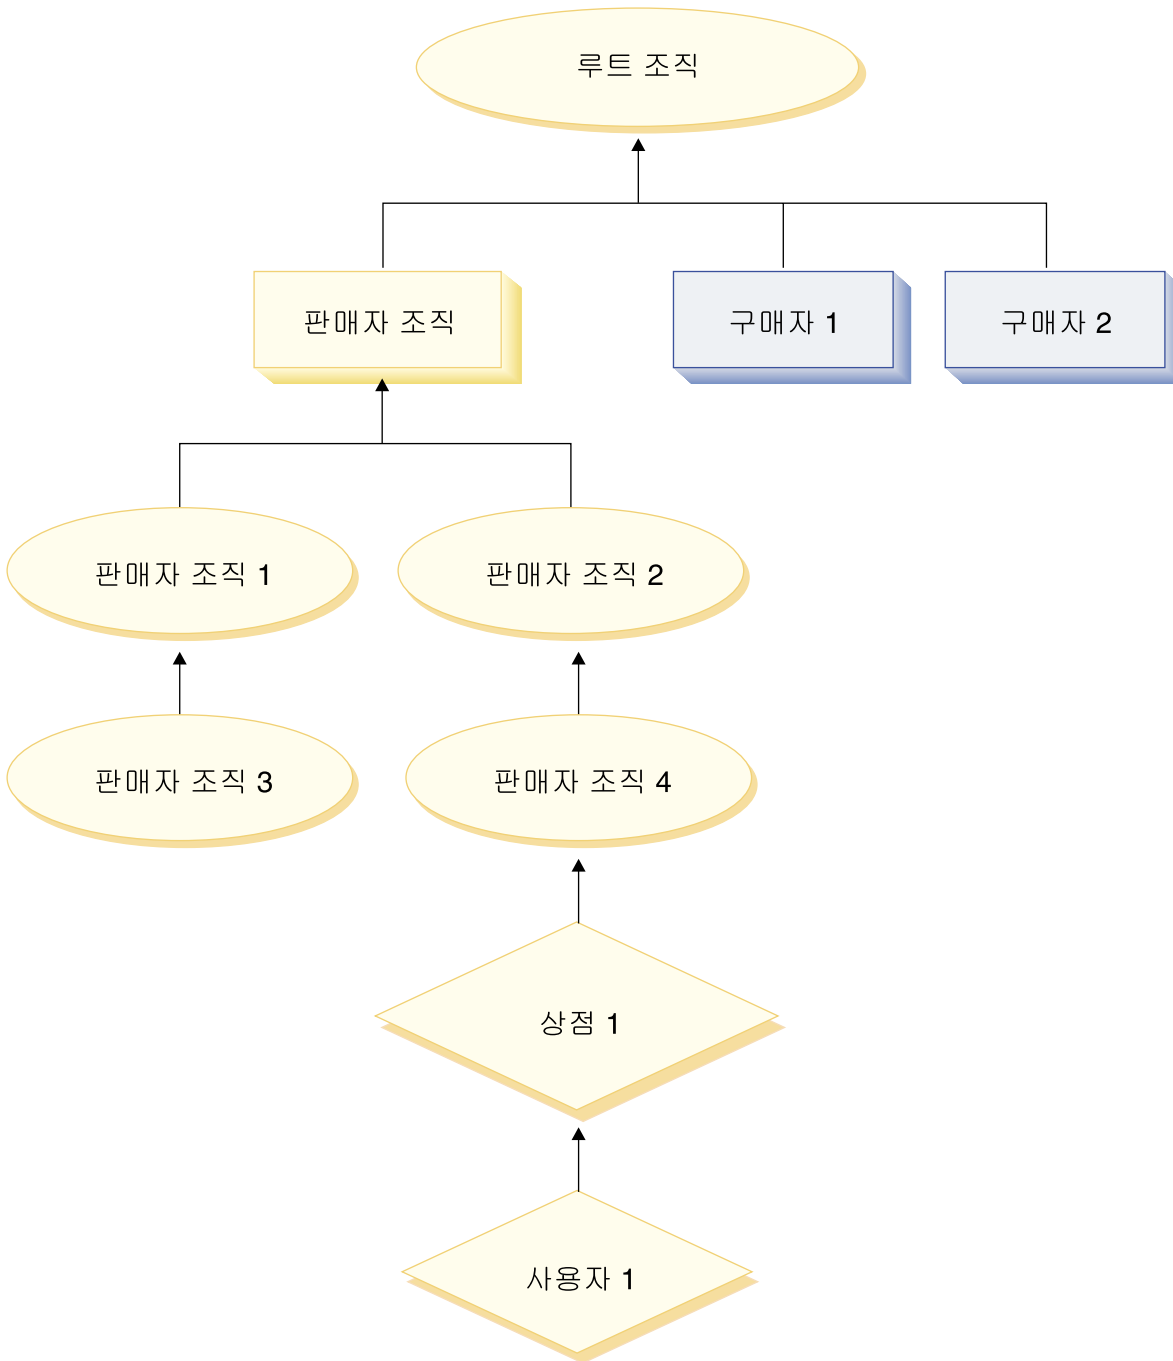 루트 조직
판매자 조직
구매자 1
구매자 2
판매자 조직 1
판매자 조직 2
판매자 조직 3
판매자 조직 4
상점 1
사용자 1